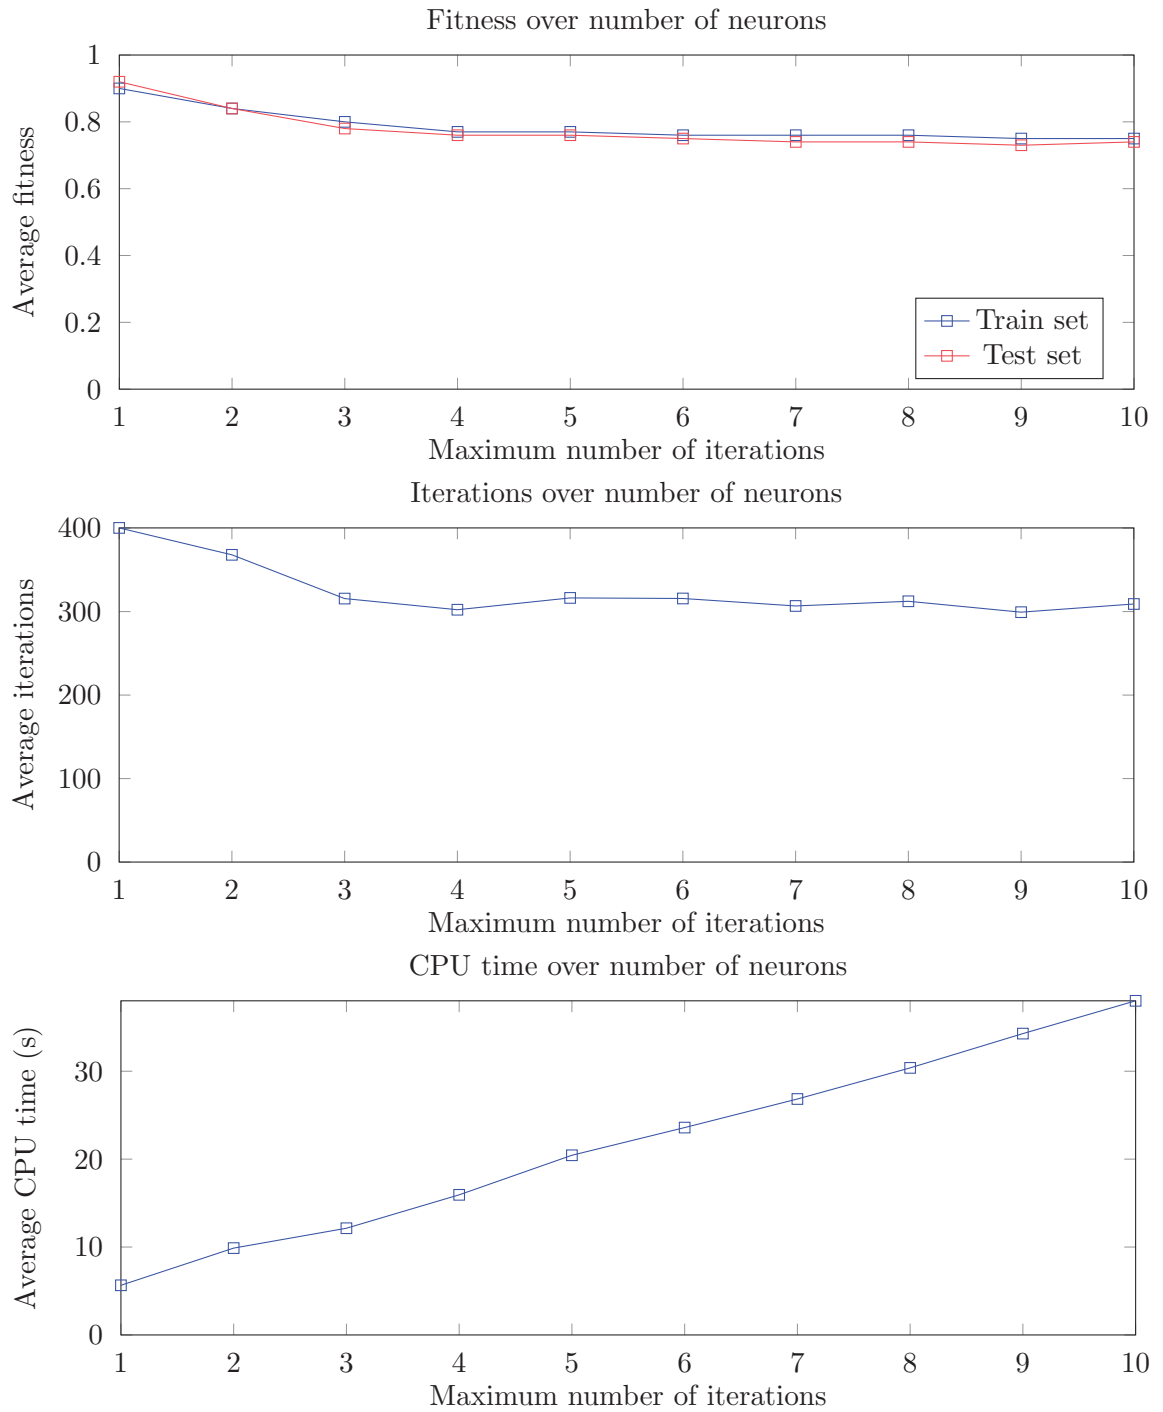 Fitness over number of neurons
1
0.8
0.6
0.4
0.2
0
Average fitness
Train set
Test set
1 2 3 4 5 6 7 8 9 10
Maximum number of iterations
Iterations over number of neurons
400
300
200
100
0
Average iterations
1 2 3 4 5 6 7 8 9 10
Maximum number of iterations
CPU time over number of neurons
30
20
10
0
Average CPU time (s)
1 2 3 4 5 6 7 8 9 10
Maximum number of iterations